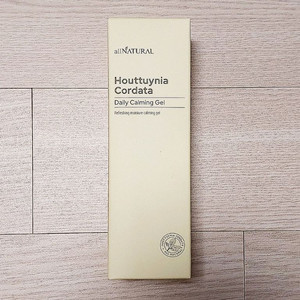 allNATURAL
Houttuynia
Cordata
Daily Calming Gel
Refreshing moisture calming gel